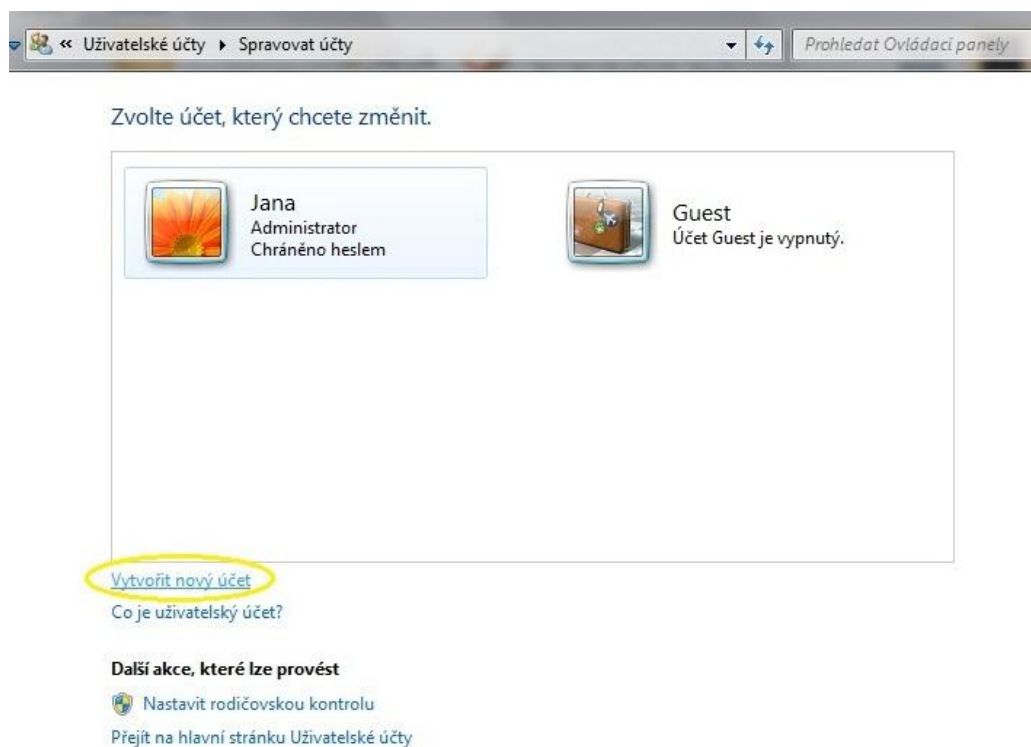 « Uživatelské účty ▸ Spravovat účty
Prohledat Ovládací panely
Zvolte účet, který chcete změnit.
Jana
Administrator
Chráněno heslem
Guest
Účet Guest je vypnutý.
Vytvořit nový účet
Co je uživatelský účet?
Další akce, které lze provést
Nastavit rodičovskou kontrolu
Přejít na hlavní stránku Uživatelské účty